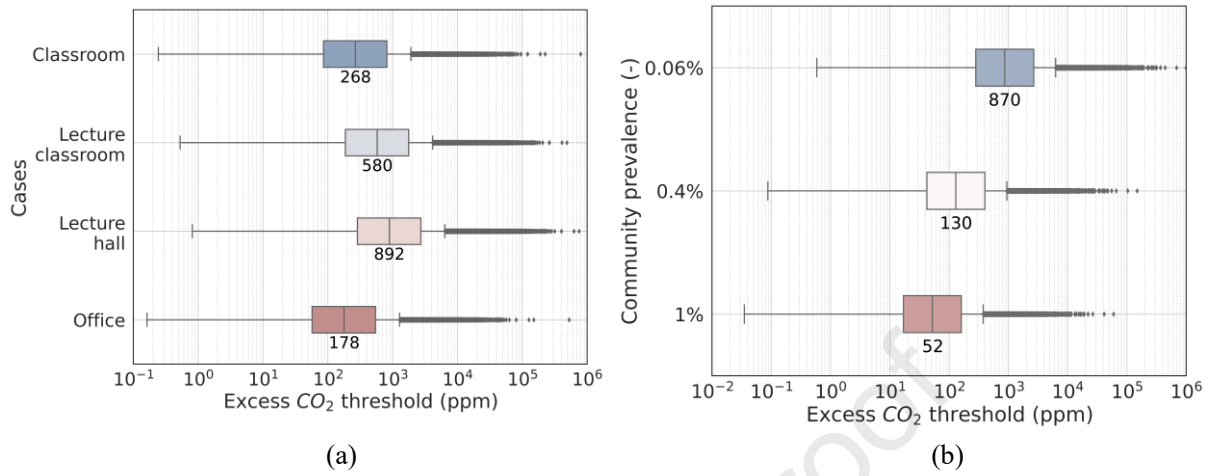 Cases
Classroom
268
Lecture
classroom
580
Lecture
hall
892
Office
178
10⁻¹ 10⁰ 10¹ 10² 10³ 10⁴ 10⁵ 10⁶
Excess CO₂ threshold (ppm)
(a)
Community prevalence (-)
0.06%
870
0.4%
130
1%
52
10⁻² 10⁻¹ 10⁰ 10¹ 10² 10³ 10⁴ 10⁵ 10⁶
Excess CO₂ threshold (ppm)
(b)
roof